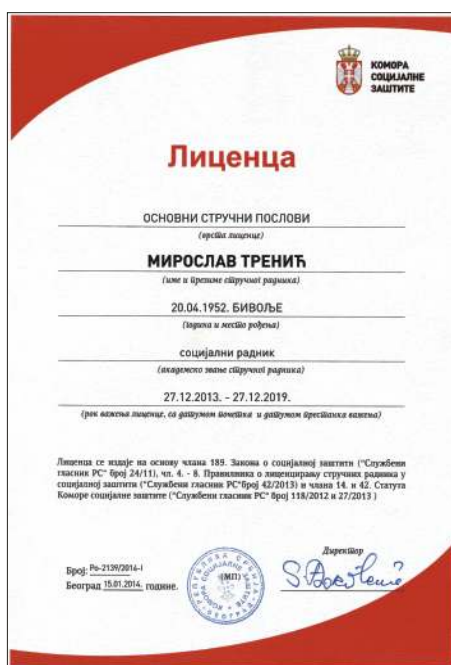 КОМОРА
СОЦИЈАЛНЕ
ЗАШТИТЕ
Лиценца
ОСНОВНИ СТРУЧНИ ПОСЛОВИ
(врста лиценце)
МИРОСЛАВ ТРЕНИЋ
(име и презиме стручног радника)
20.04.1952. БИВОЉЕ
(година и место рођења)
социјални радник
(академско звање стручног радника)
27.12.2013. - 27.12.2019.
(рок важења лиценце, са датумом почетка и датумом престанка важења)
Лиценца се издаје на основу члана 189. Закона о социјалној заштити ("Службени
гласник РС" број 24/11), чл. 4. - 8. Правилника о лиценцирању стручних радника у
социјалној заштити ("Службени гласник РС"број 42/2013) и члана 14. и 42. Статута
Коморе социјалне заштите ("Службени гласник РС" број 118/2012 и 27/2013 )
Директор
Број: Ро-2139/2014-I
(МП)
Београд 15.01.2014. године.